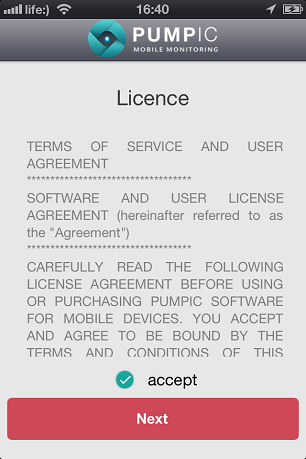 life:) 16:40
PUMPIC
MOBILE MONITORING
Licence
TERMS OF SERVICE AND USER
AGREEMENT
**********************************
SOFTWARE AND USER LICENSE
AGREEMENT (hereinafter referred to as
the "Agreement")
**********************************
CAREFULLY READ THE FOLLOWING
LICENSE AGREEMENT BEFORE USING
OR PURCHASING PUMPIC SOFTWARE
FOR MOBILE DEVICES. YOU ACCEPT
AND AGREE TO BE BOUND BY THE
TERMS AND CONDITIONS OF THIS
accept
Next